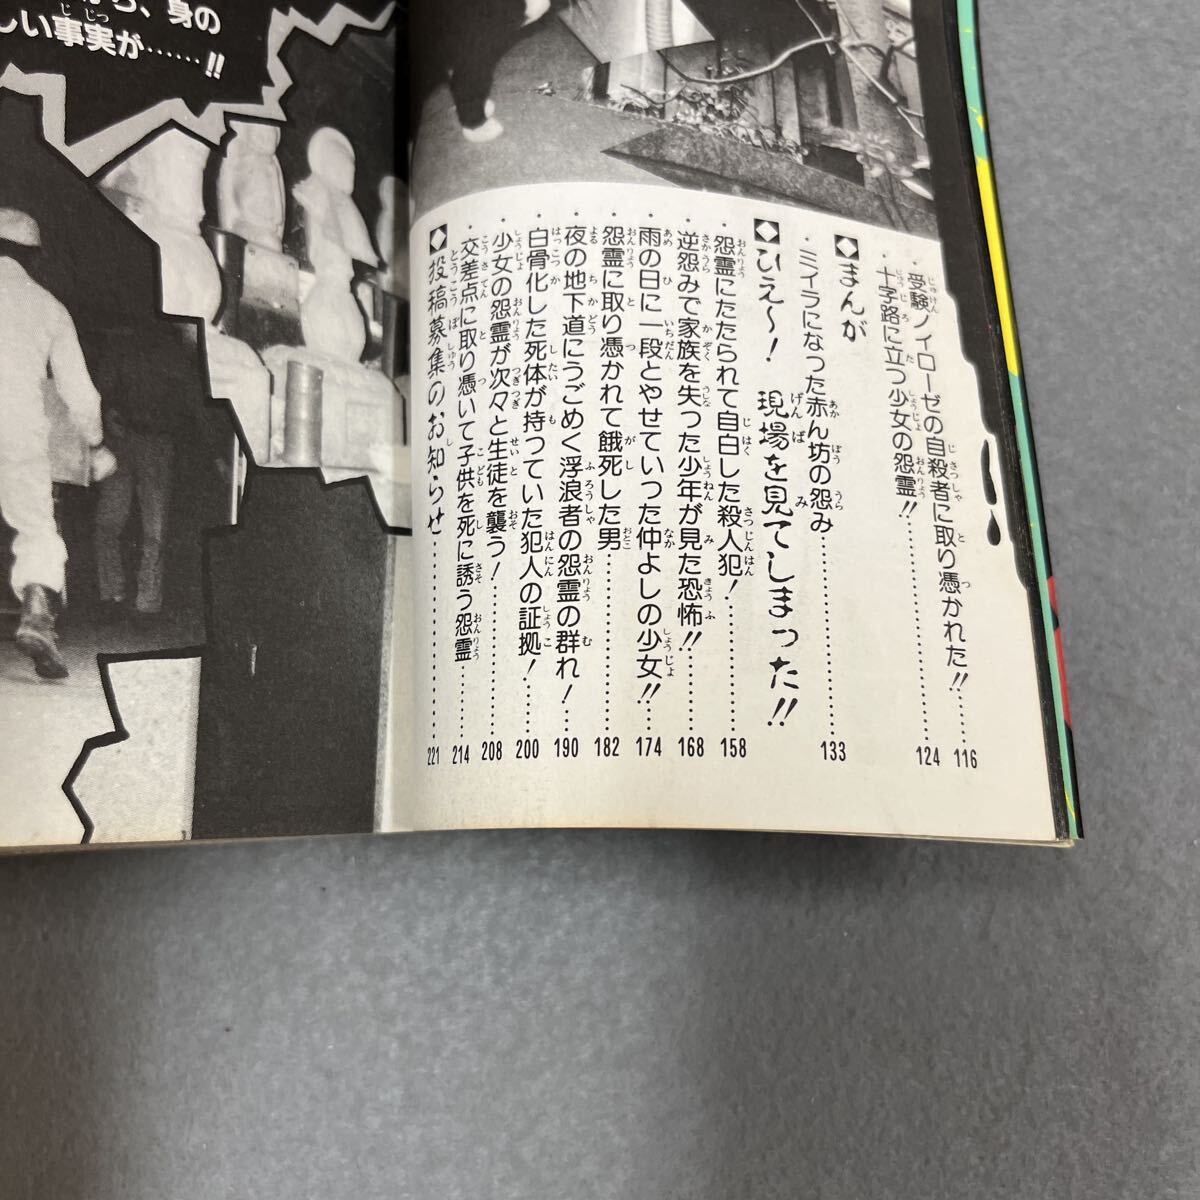 ・受験ノイローゼの自殺者に取り憑かれた!!……116
・十字路に立つ少女の怨霊!!……124
◆まんが
・ミイラになった赤ん坊の怨み……133
◆ひえ〜！ 現場を見てしまった!!
・怨霊にたたられて自白した殺人犯！……158
・逆怨みで家族を失った少年が見た恐怖!!……168
・雨の日に一段とやせていった仲よしの少女!!……174
・怨霊に取り憑かれて餓死した男……182
・夜の地下道にうごめく浮浪者の怨霊の群れ！……190
・白骨化した死体が持つていた犯人の証拠！……200
・少女の怨霊が次々と生徒を襲う！……208
・交差点に取り憑いて子供を死に誘う怨霊……214
◆投稿募集のお知らせ……221
、身の
しい事実が……!!